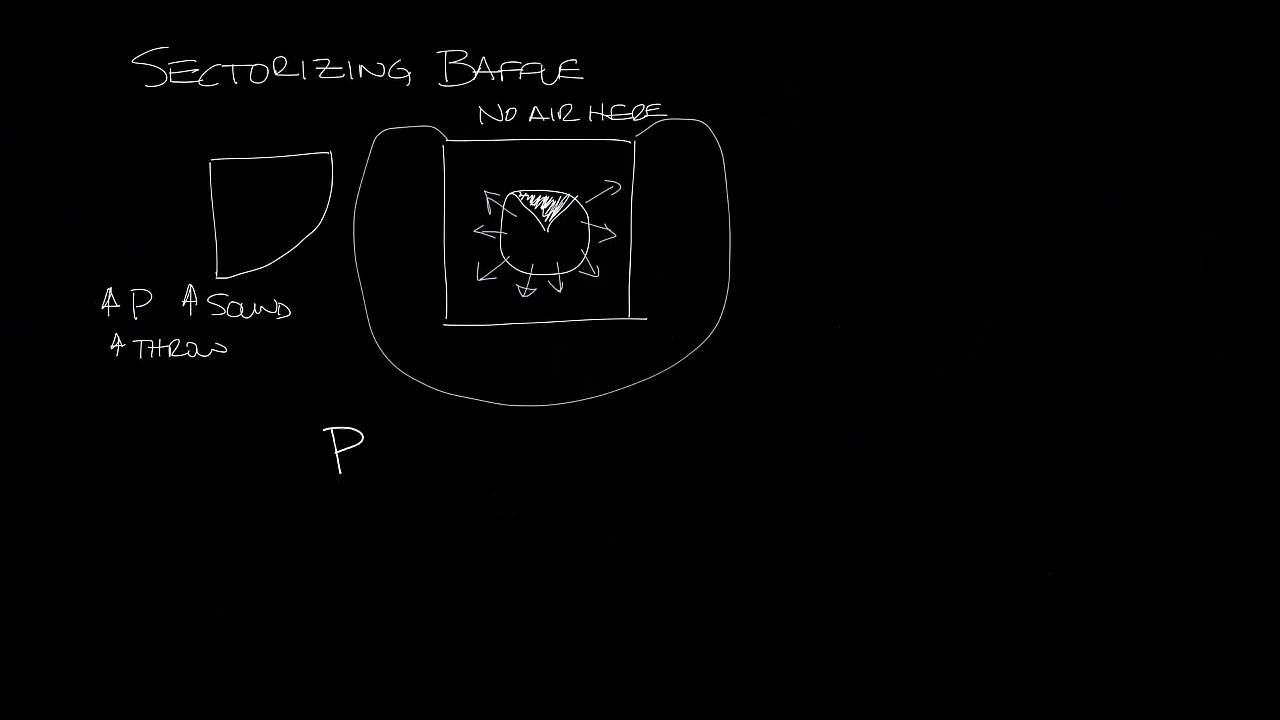 SECTORIZING BAFFLE
NO AIR HERE
↑ P ↑ SOUND
↑ THROW
P